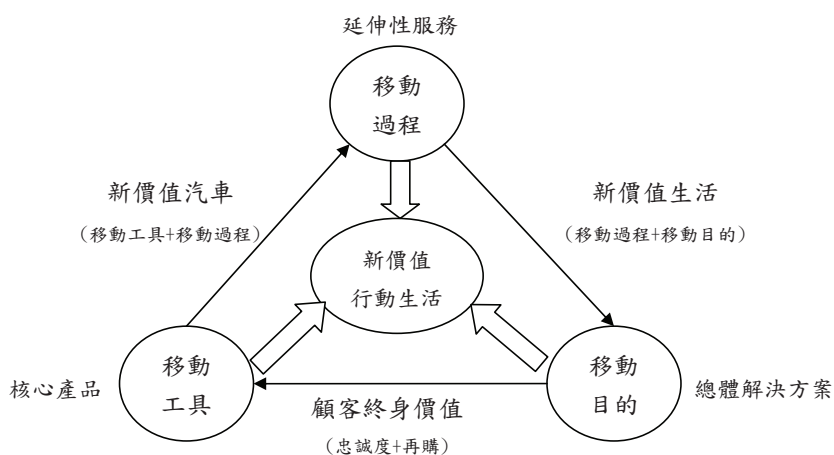 延伸性服務
移動
過程
新價值汽車
(移動工具+移動過程)
新價值生活
(移動過程+移動目的)
新價值
行動生活
核心產品
移動
工具
移動
目的
總體解決方案
顧客終身價值
(忠誠度+再購)